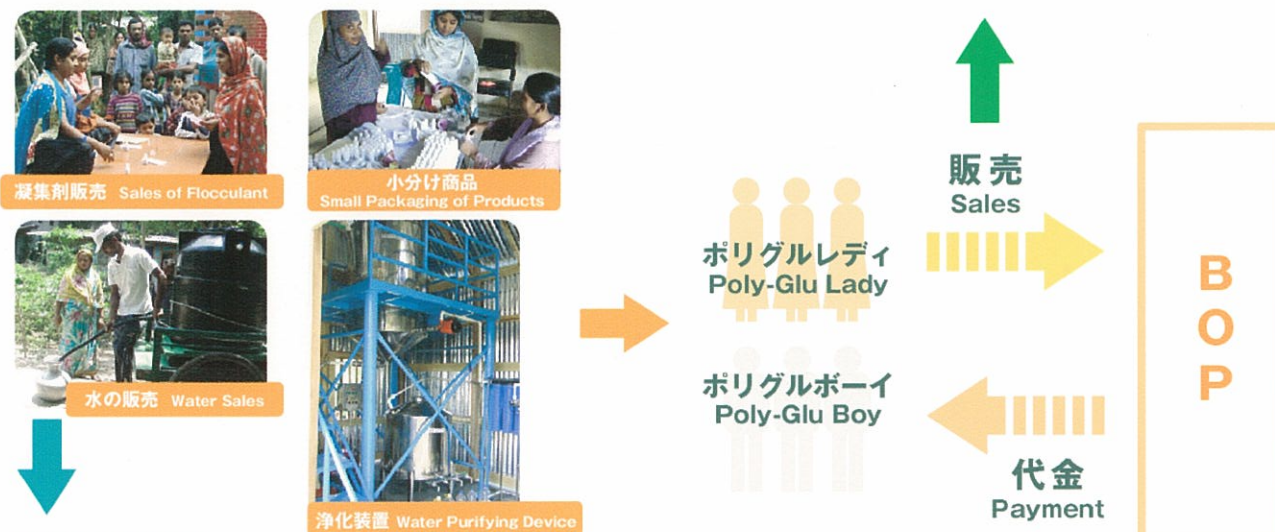 凝集剤販売 Sales of Flocculant
小分け商品
Small Packaging of Products
水の販売 Water Sales
浄化装置 Water Purifying Device
ポリグルレディ
Poly-Glu Lady
ポリグルボーイ
Poly-Glu Boy
販売
Sales
代金
Payment
BOP